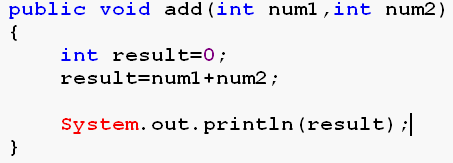 public void add(int num1,int num2)
{
    int result=0;
    result=num1+num2;

    System.out.println(result);
}